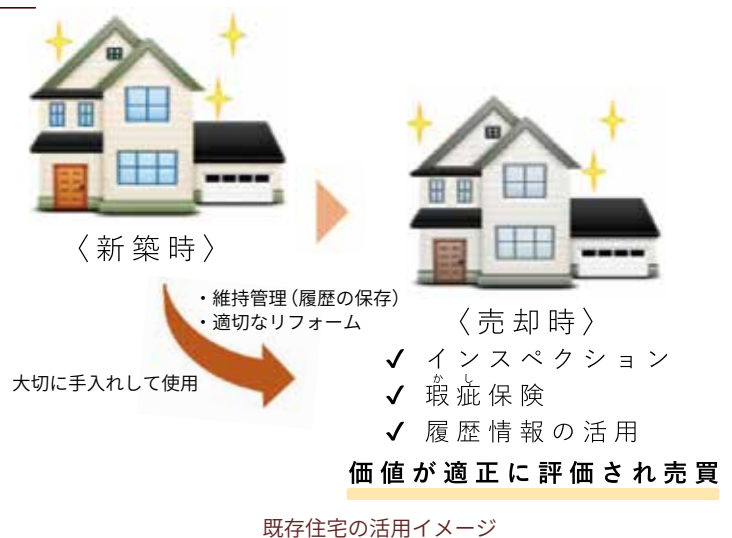 〈新築時〉
・維持管理（履歴の保存）
・適切なリフォーム
大切に手入れして使用
〈売却時〉
✓ インスペクション
かし
✓ 瑕疵保険
✓ 履歴情報の活用
価値が適正に評価され売買
既存住宅の活用イメージ